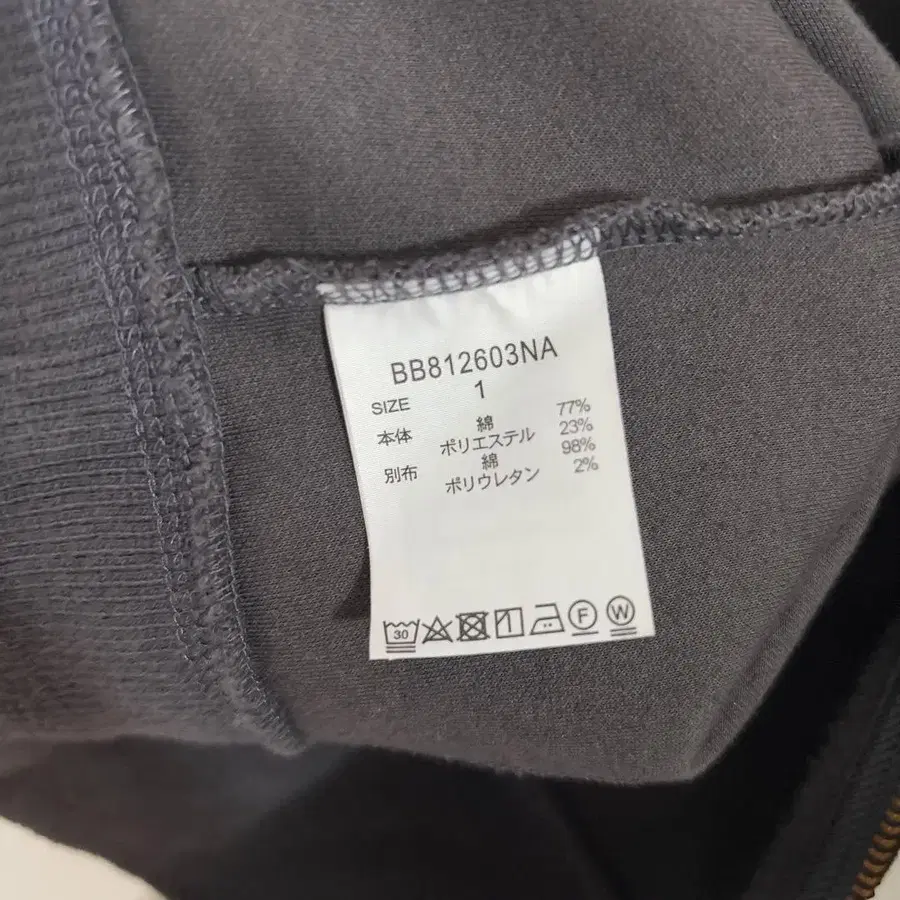 BB812603NA
SIZE 1
本体 綿 77%
ポリエステル 23%
別布 綿 98%
ポリウレタン 2%
30 F W